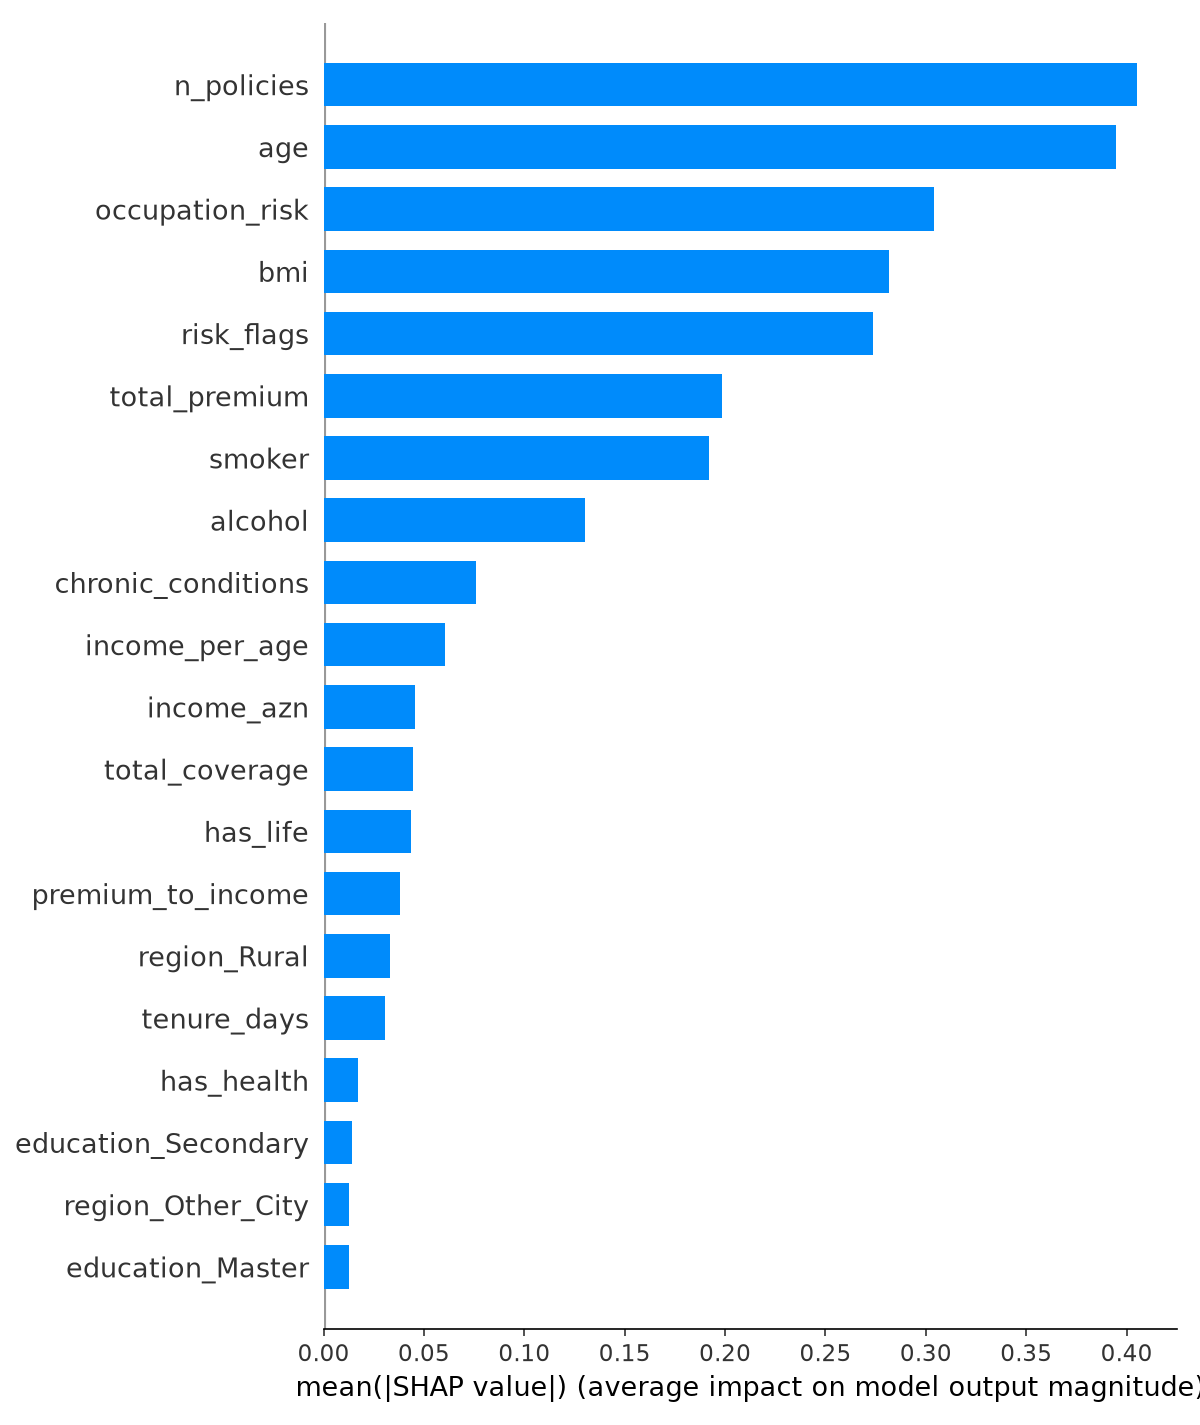 n_policies
age
occupation_risk
bmi
risk_flags
total_premium
smoker
alcohol
chronic_conditions
income_per_age
income_azn
total_coverage
has_life
premium_to_income
region_Rural
tenure_days
has_health
education_Secondary
region_Other_City
education_Master
0.00 0.05 0.10 0.15 0.20 0.25 0.30 0.35 0.40
mean(|SHAP value|) (average impact on model output magnitude)